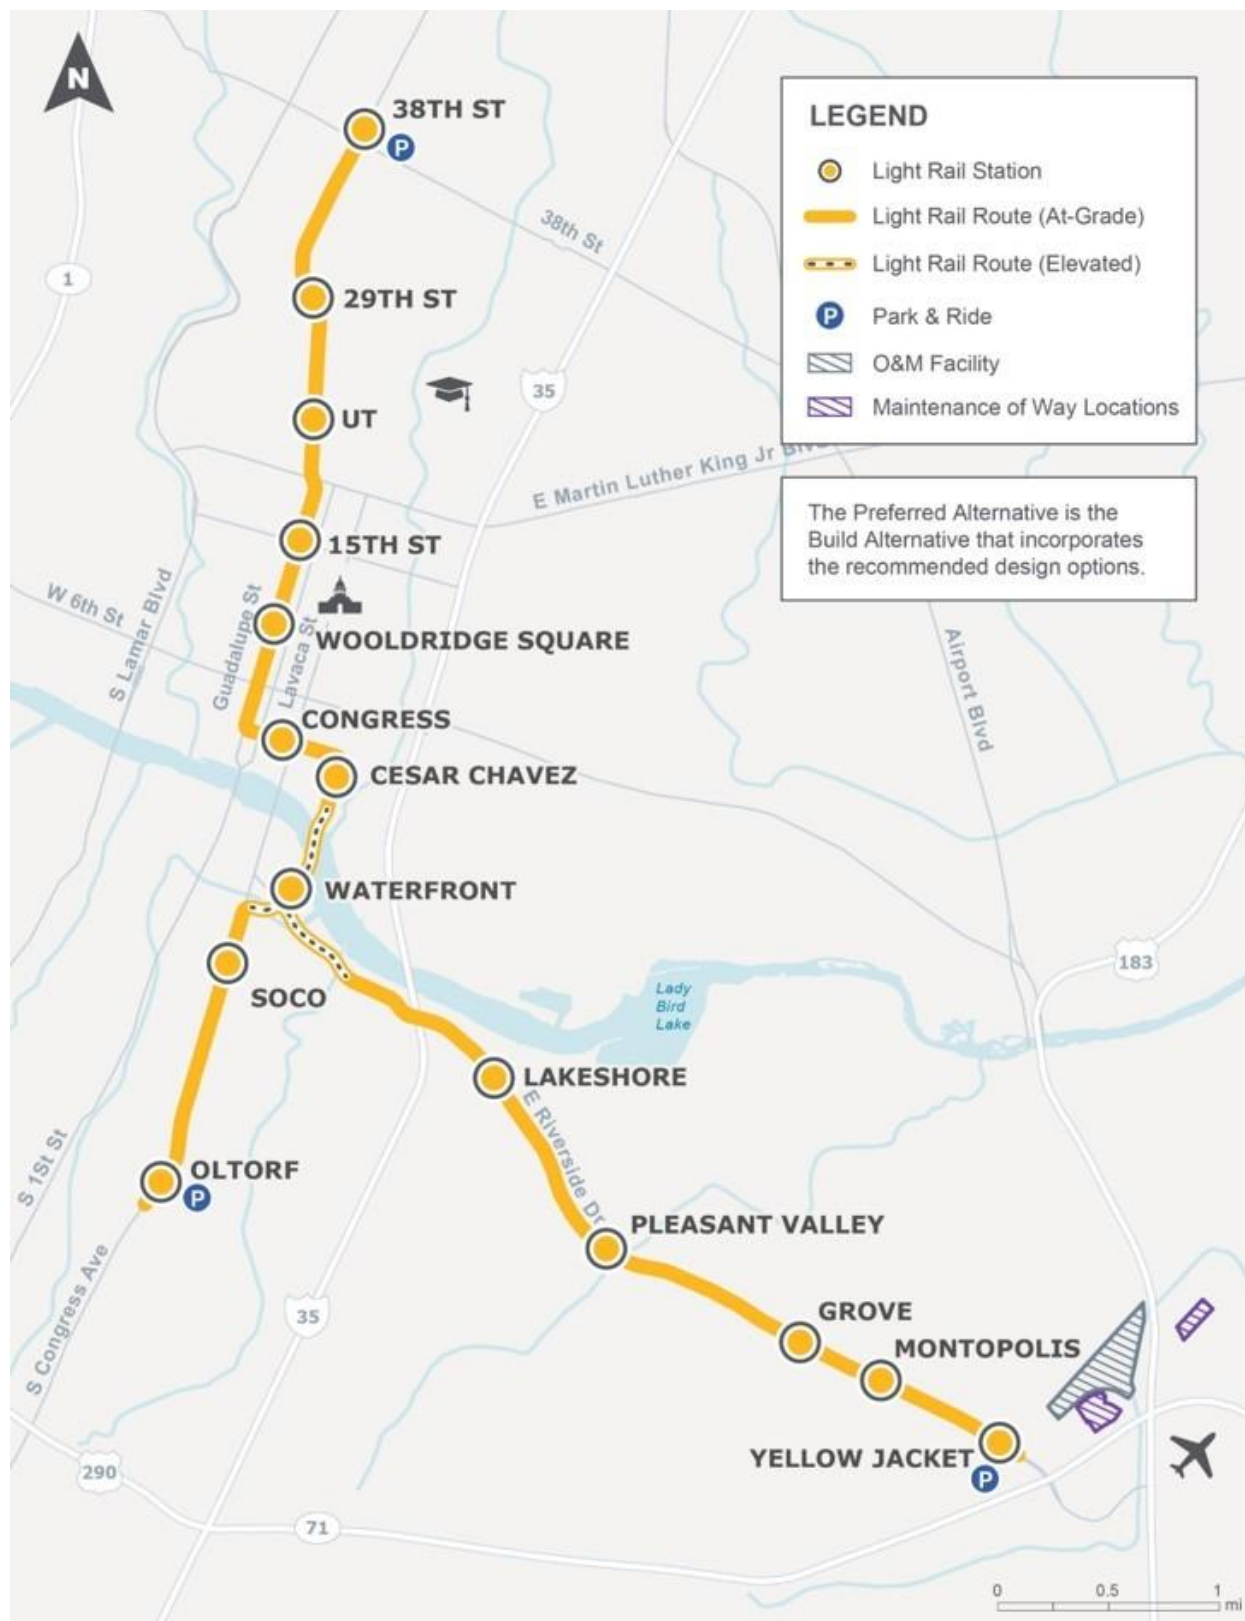 N
38TH ST
P
38th St
1
29TH ST
35
UT
E Martin Luther King Jr Blvd
15TH ST
W 6th St
S Lamar Blvd
Guadalupe St
Lavaca St
WOOLDRIDGE SQUARE
Airport Blvd
CONGRESS
CESAR CHAVEZ
WATERFRONT
183
SOCO
Lady
Bird
Lake
LAKESHORE
E Riverside Dr
S 1St St
OLTORF
P
PLEASANT VALLEY
S Congress Ave
35
GROVE
MONTOPOLIS
YELLOW JACKET
P
290
71
0 0.5 1
mi
LEGEND
Light Rail Station
Light Rail Route (At-Grade)
Light Rail Route (Elevated)
P Park & Ride
O&M Facility
Maintenance of Way Locations
The Preferred Alternative is the
Build Alternative that incorporates
the recommended design options.